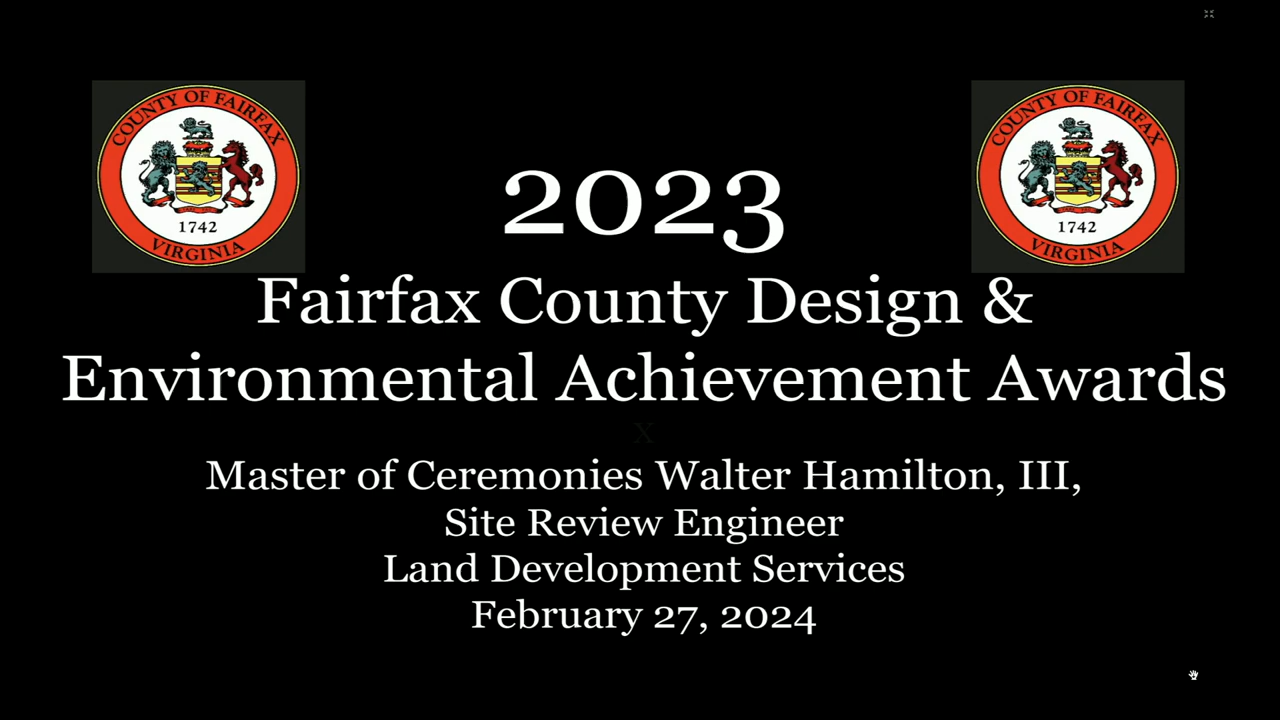 COUNTY OF FAIRFAX
1742
VIRGINIA
COUNTY OF FAIRFAX
1742
VIRGINIA
2023
Fairfax County Design &
Environmental Achievement Awards
X
Master of Ceremonies Walter Hamilton, III,
Site Review Engineer
Land Development Services
February 27, 2024